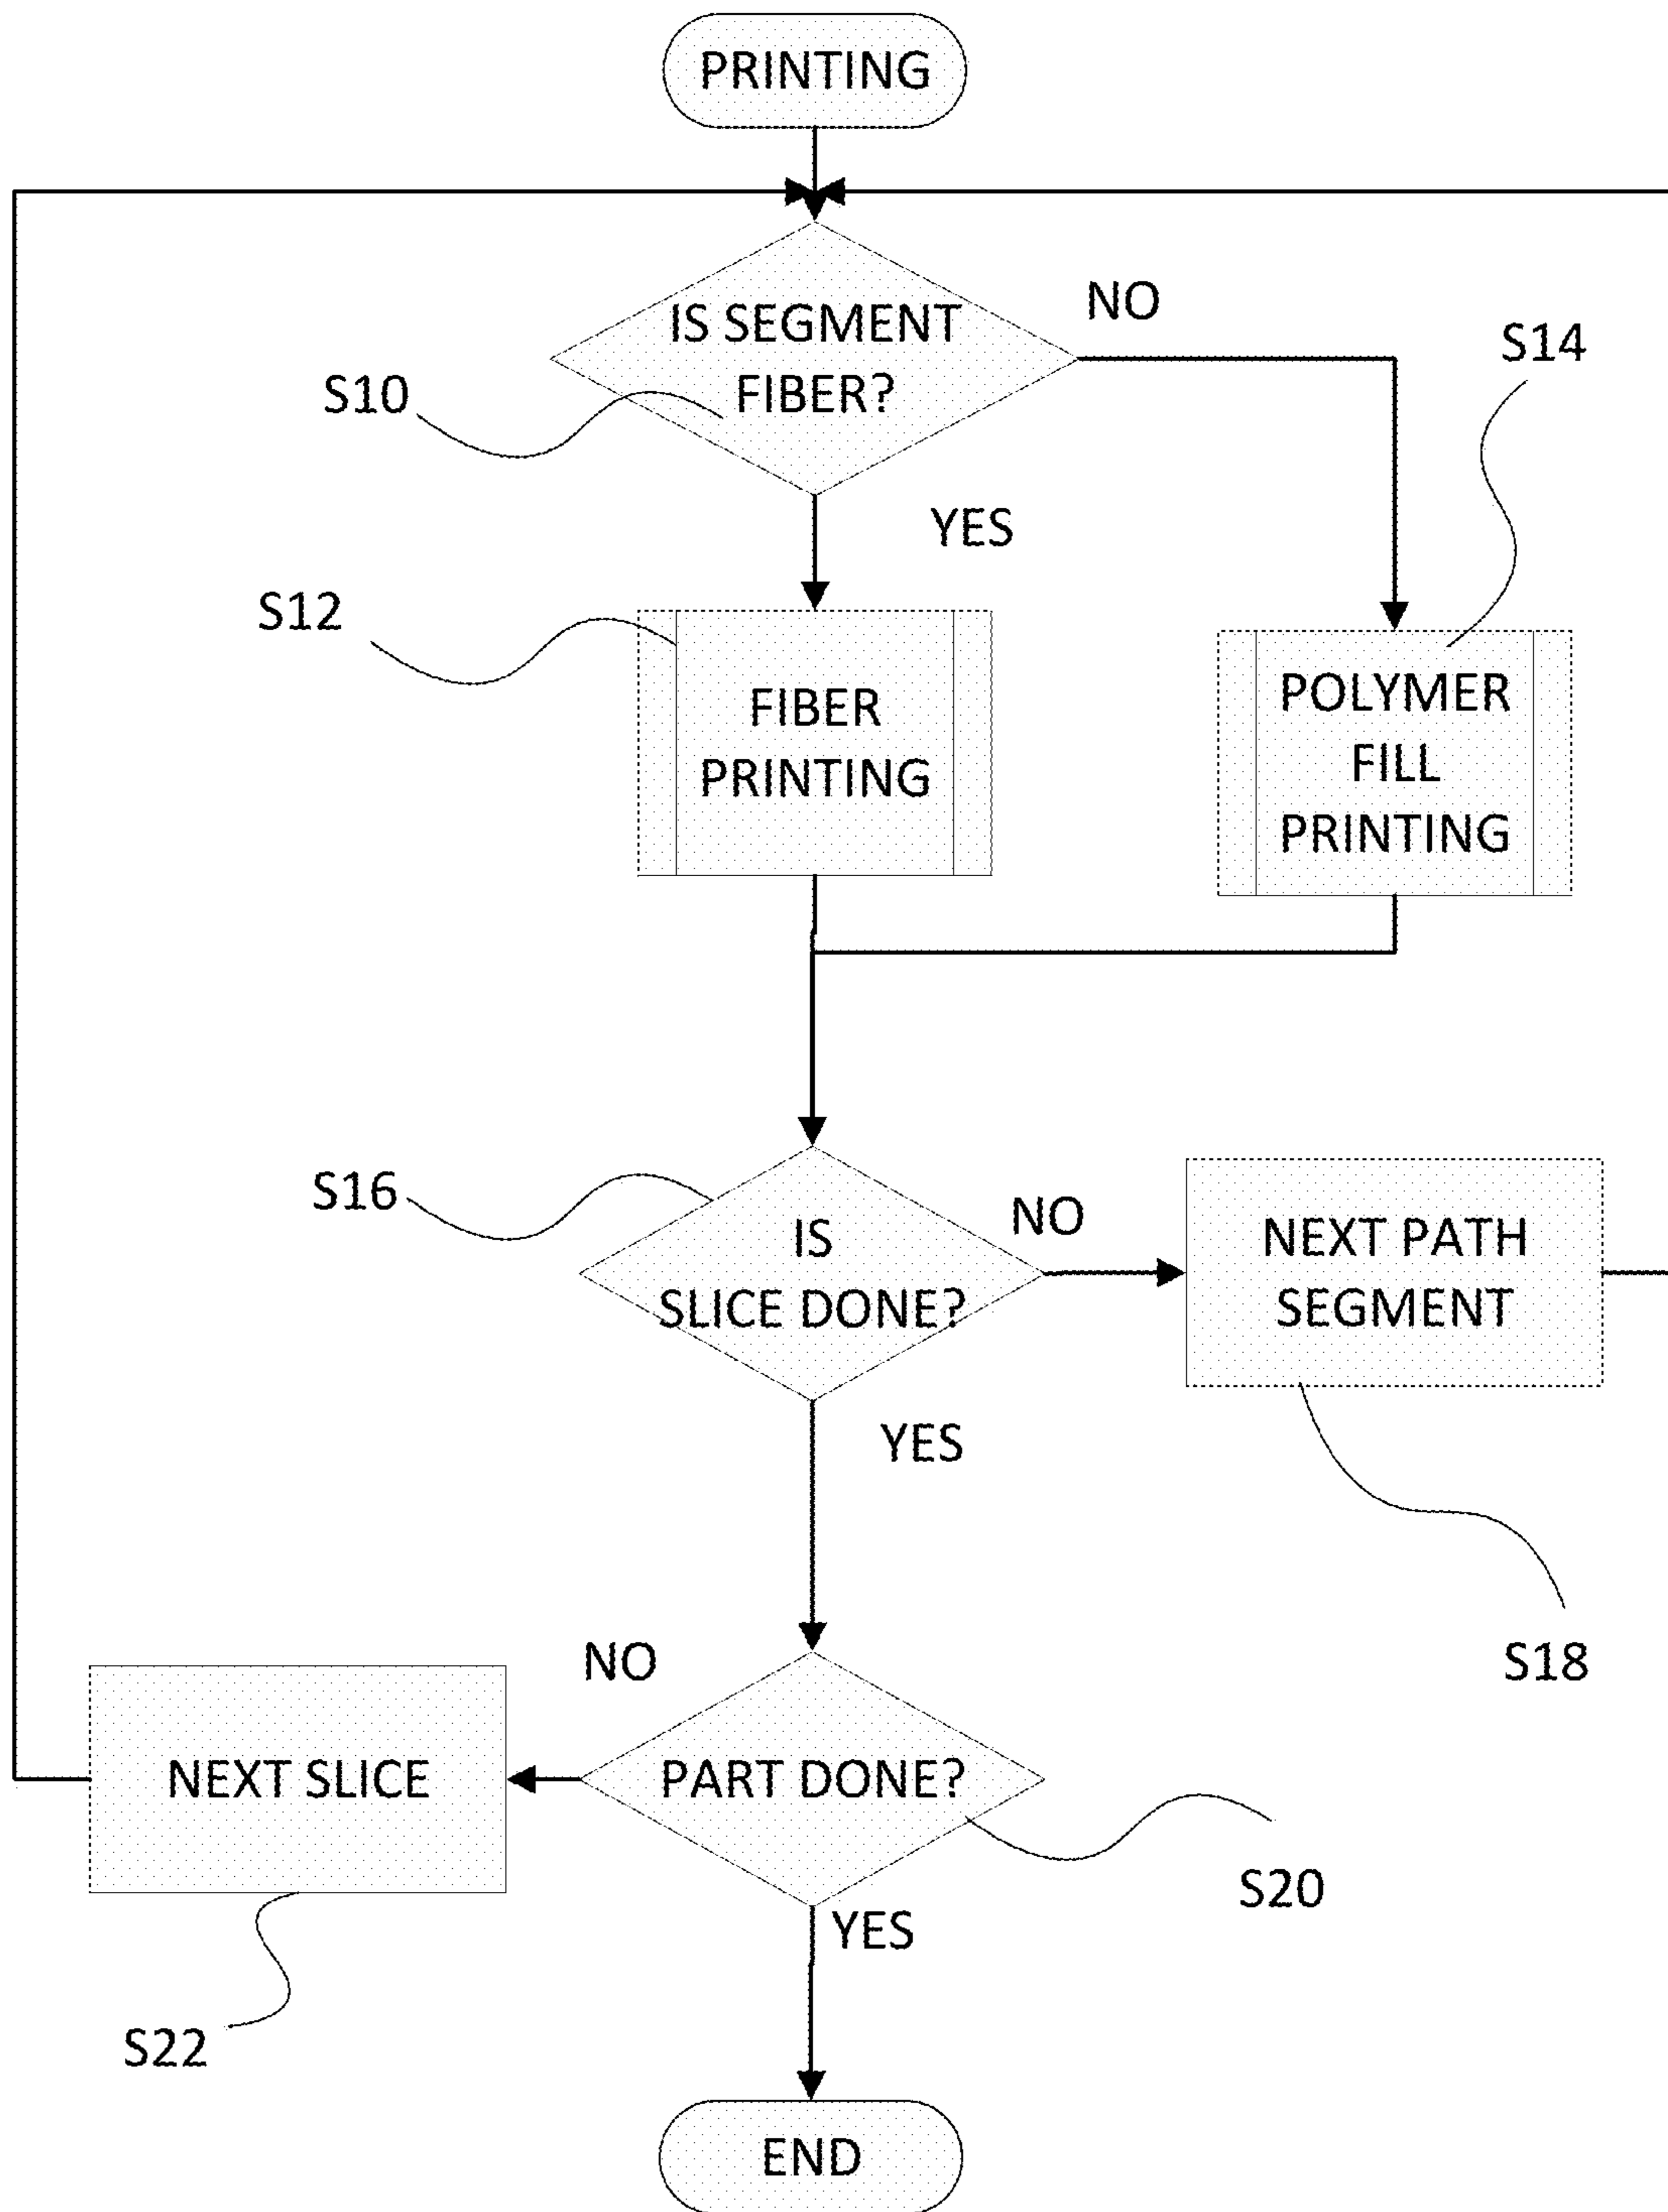 PRINTING
IS SEGMENT
FIBER?
NO
S10
S14
YES
S12
FIBER
PRINTING
POLYMER
FILL
PRINTING
S16
IS
SLICE DONE?
NO
NEXT PATH
SEGMENT
YES
S18
NO
NEXT SLICE
PART DONE?
S20
YES
S22
END